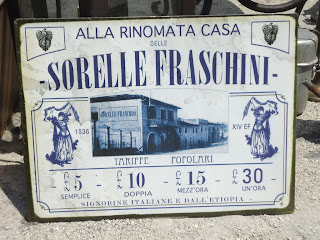 ALLA RINOMATA CASA
DELLE
-SORELLE FRASCHINI-
SORELLE FRASCHINI
1936
XIV EF
TARIFFE POPOLARI
£5 £10 £15 £30
SEMPLICE DOPPIA MEZZ'ORA UN'ORA
SIGNORINE ITALIANE E DALL'ETIOPIA